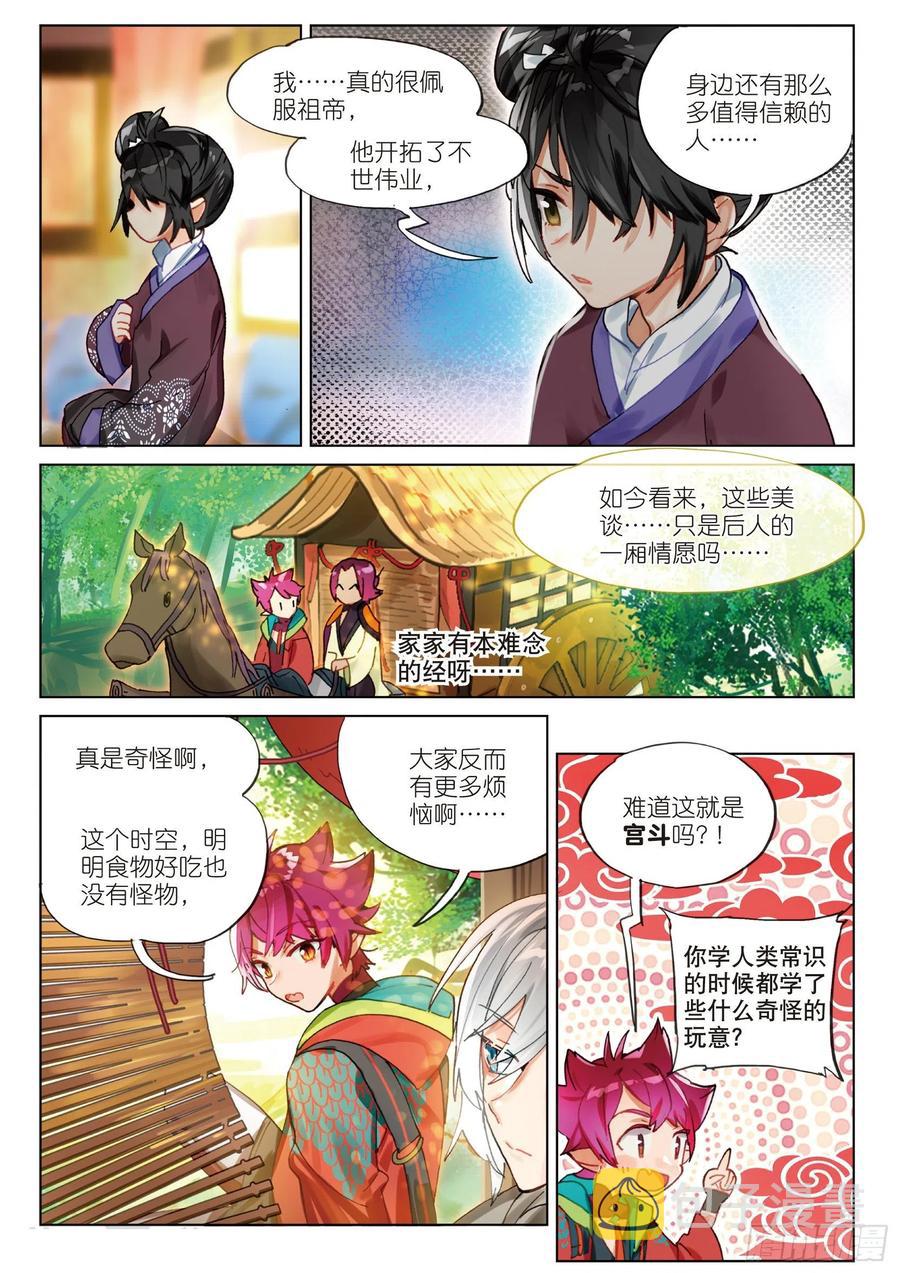 我……真的很佩
服祖帝，
他开拓了不
世伟业，
身边还有那么
多值得信赖的
人……
如今看来，这些美
谈……只是后人的
一厢情愿吗……
家家有本难念
的经呀……
真是奇怪啊，
这个时空，明
明食物好吃也
没有怪物，
大家反而
有更多烦
恼啊……
难道这就是
宫斗吗？！
你学人类常识
的时候都学了
些什么奇怪的
玩意？
包子漫畫